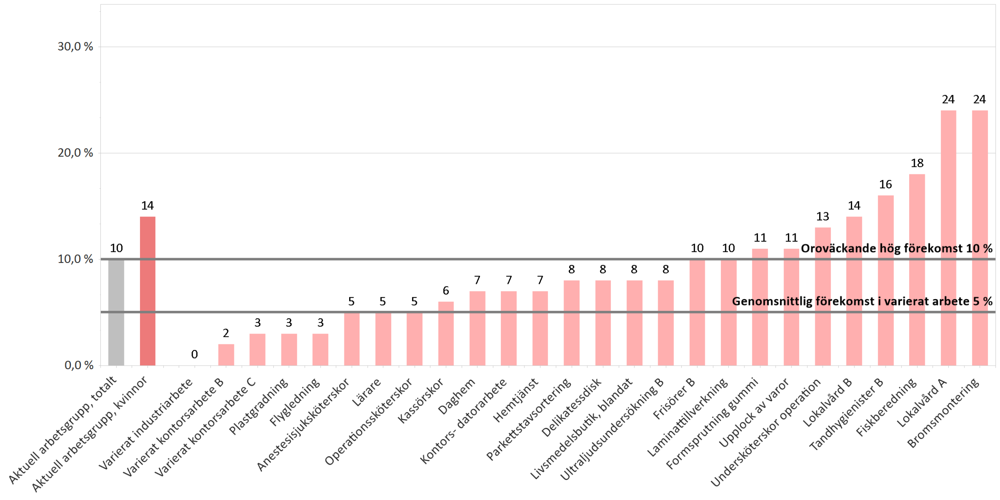 30,0 %
20,0 %
10,0 %
0,0 %
10
14
0
2
3
3
3
5
5
5
6
7
7
7
8
8
8
8
10
10
11
11
13
14
16
18
24
24
Oroväckande hög förekomst 10 %
Genomsnittlig förekomst i varierat arbete 5 %
Aktuell arbetsgrupp, totalt
Aktuell arbetsgrupp, kvinnor
Varierat industriarbete
Varierat kontorsarbete B
Varierat kontorsarbete C
Plastgradning
Flygledning
Anestesisjuksköterskor
Lärare
Operationssköterskor
Kassörskor
Daghem
Kontors- datorarbete
Hemtjänst
Parkettstavsortering
Delikatessdisk
Livsmedelsbutik, blandat
Ultraljudsundersökning B
Frisörer B
Laminattillverkning
Formsprutning gummi
Upplock av varor
Undersköterskor operation
Lokalvård B
Tandhygienister B
Fiskberedning
Lokalvård A
Bromsmontering